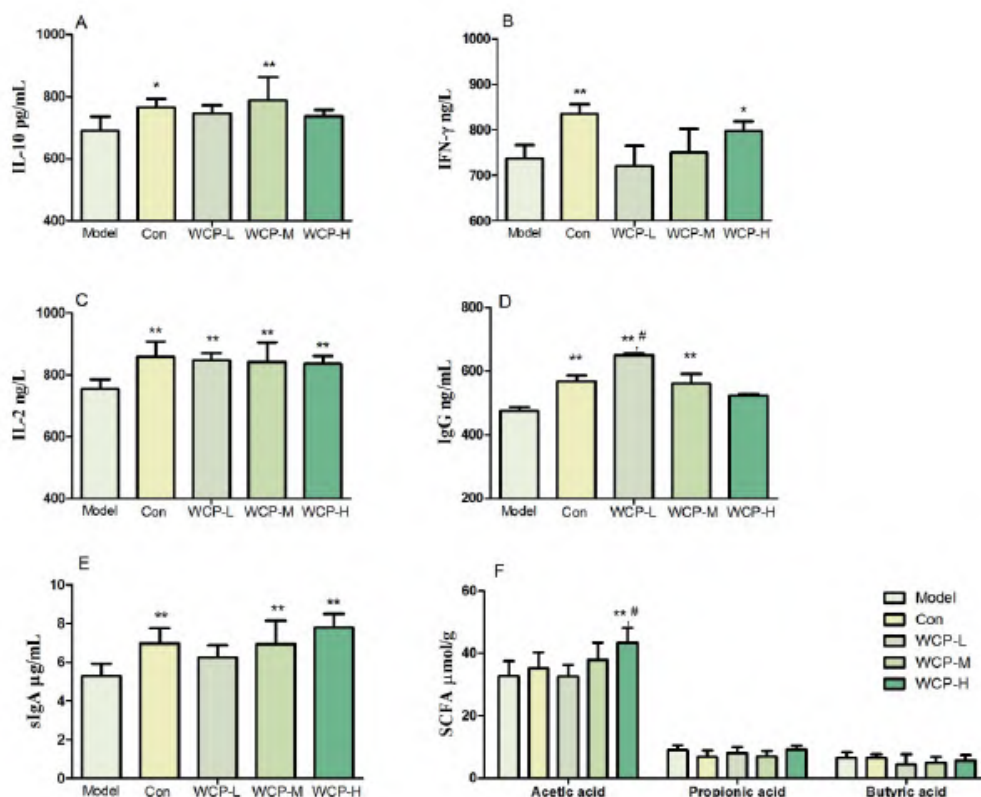 A
IL-10 pg/mL
1000
800
600
400
*
**
Model Con WCP-L WCP-M WCP-H
B
IFN-γ ng/L
1000
900
800
700
600
**
*
Model Con WCP-L WCP-M WCP-H
C
IL-2 ng/L
1000
800
600
400
**
**
**
**
Model Con WCP-L WCP-M WCP-H
D
IgG ng/mL
800
600
400
200
**
** #
**
Model Con WCP-L WCP-M WCP-H
E
sIgA μg/mL
10
8
6
4
2
0
**
**
**
Model Con WCP-L WCP-M WCP-H
F
SCFA μmol/g
60
40
20
0
** #
Acetic acid Propionic acid Butyric acid
Model
Con
WCP-L
WCP-M
WCP-H